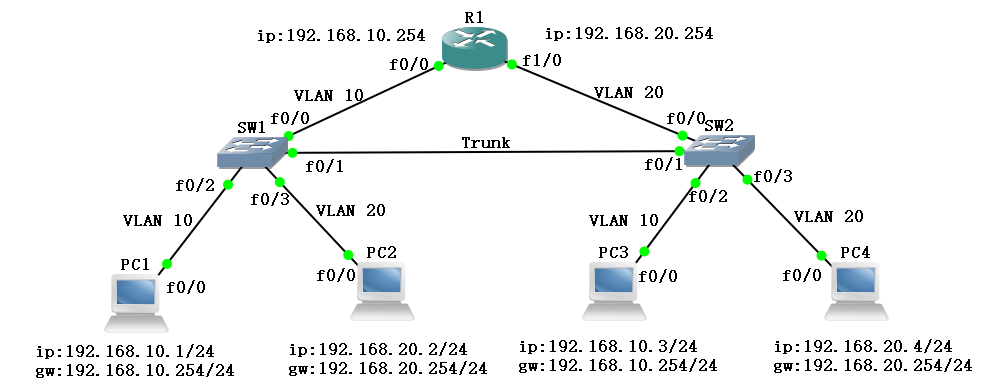 R1
ip:192.168.10.254
ip:192.168.20.254
f0/0
f1/0
VLAN 10
VLAN 20
f0/0
f0/0
SW1
SW2
Trunk
f0/1
f0/1
f0/2
f0/3
f0/2
f0/3
VLAN 10
VLAN 20
VLAN 10
VLAN 20
PC1
PC2
PC3
PC4
f0/0
f0/0
f0/0
f0/0
ip:192.168.10.1/24
gw:192.168.10.254/24
ip:192.168.20.2/24
gw:192.168.20.254/24
ip:192.168.10.3/24
gw:192.168.10.254/24
ip:192.168.20.4/24
gw:192.168.20.254/24